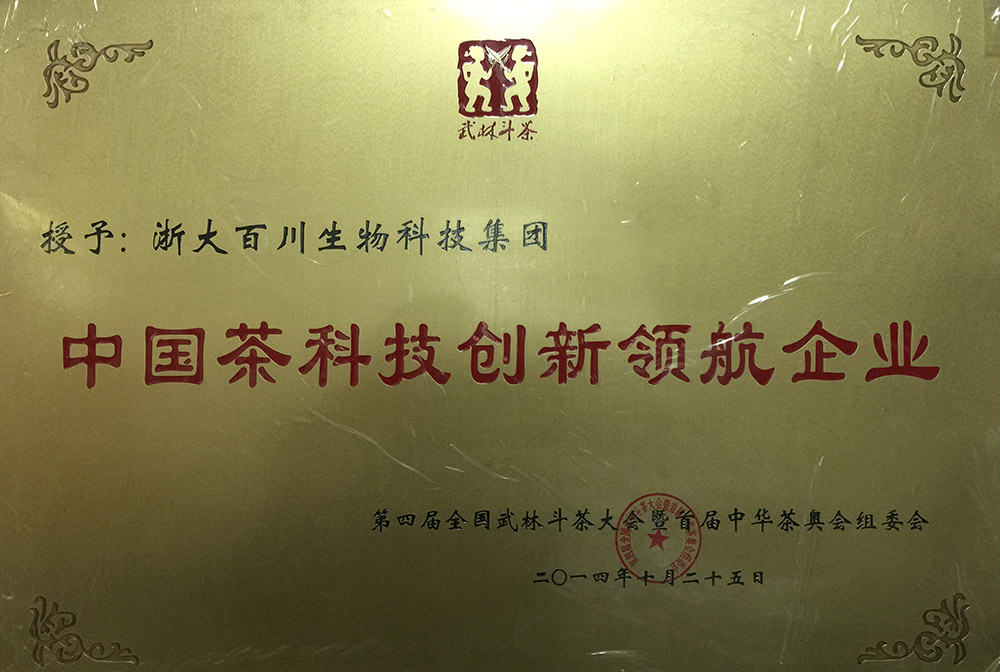 武林斗茶
授予：浙大百川生物科技集团
中国茶科技创新领航企业
第四届全国武林斗茶大会暨首届中华茶奥会组委会
二〇一四年十月二十五日